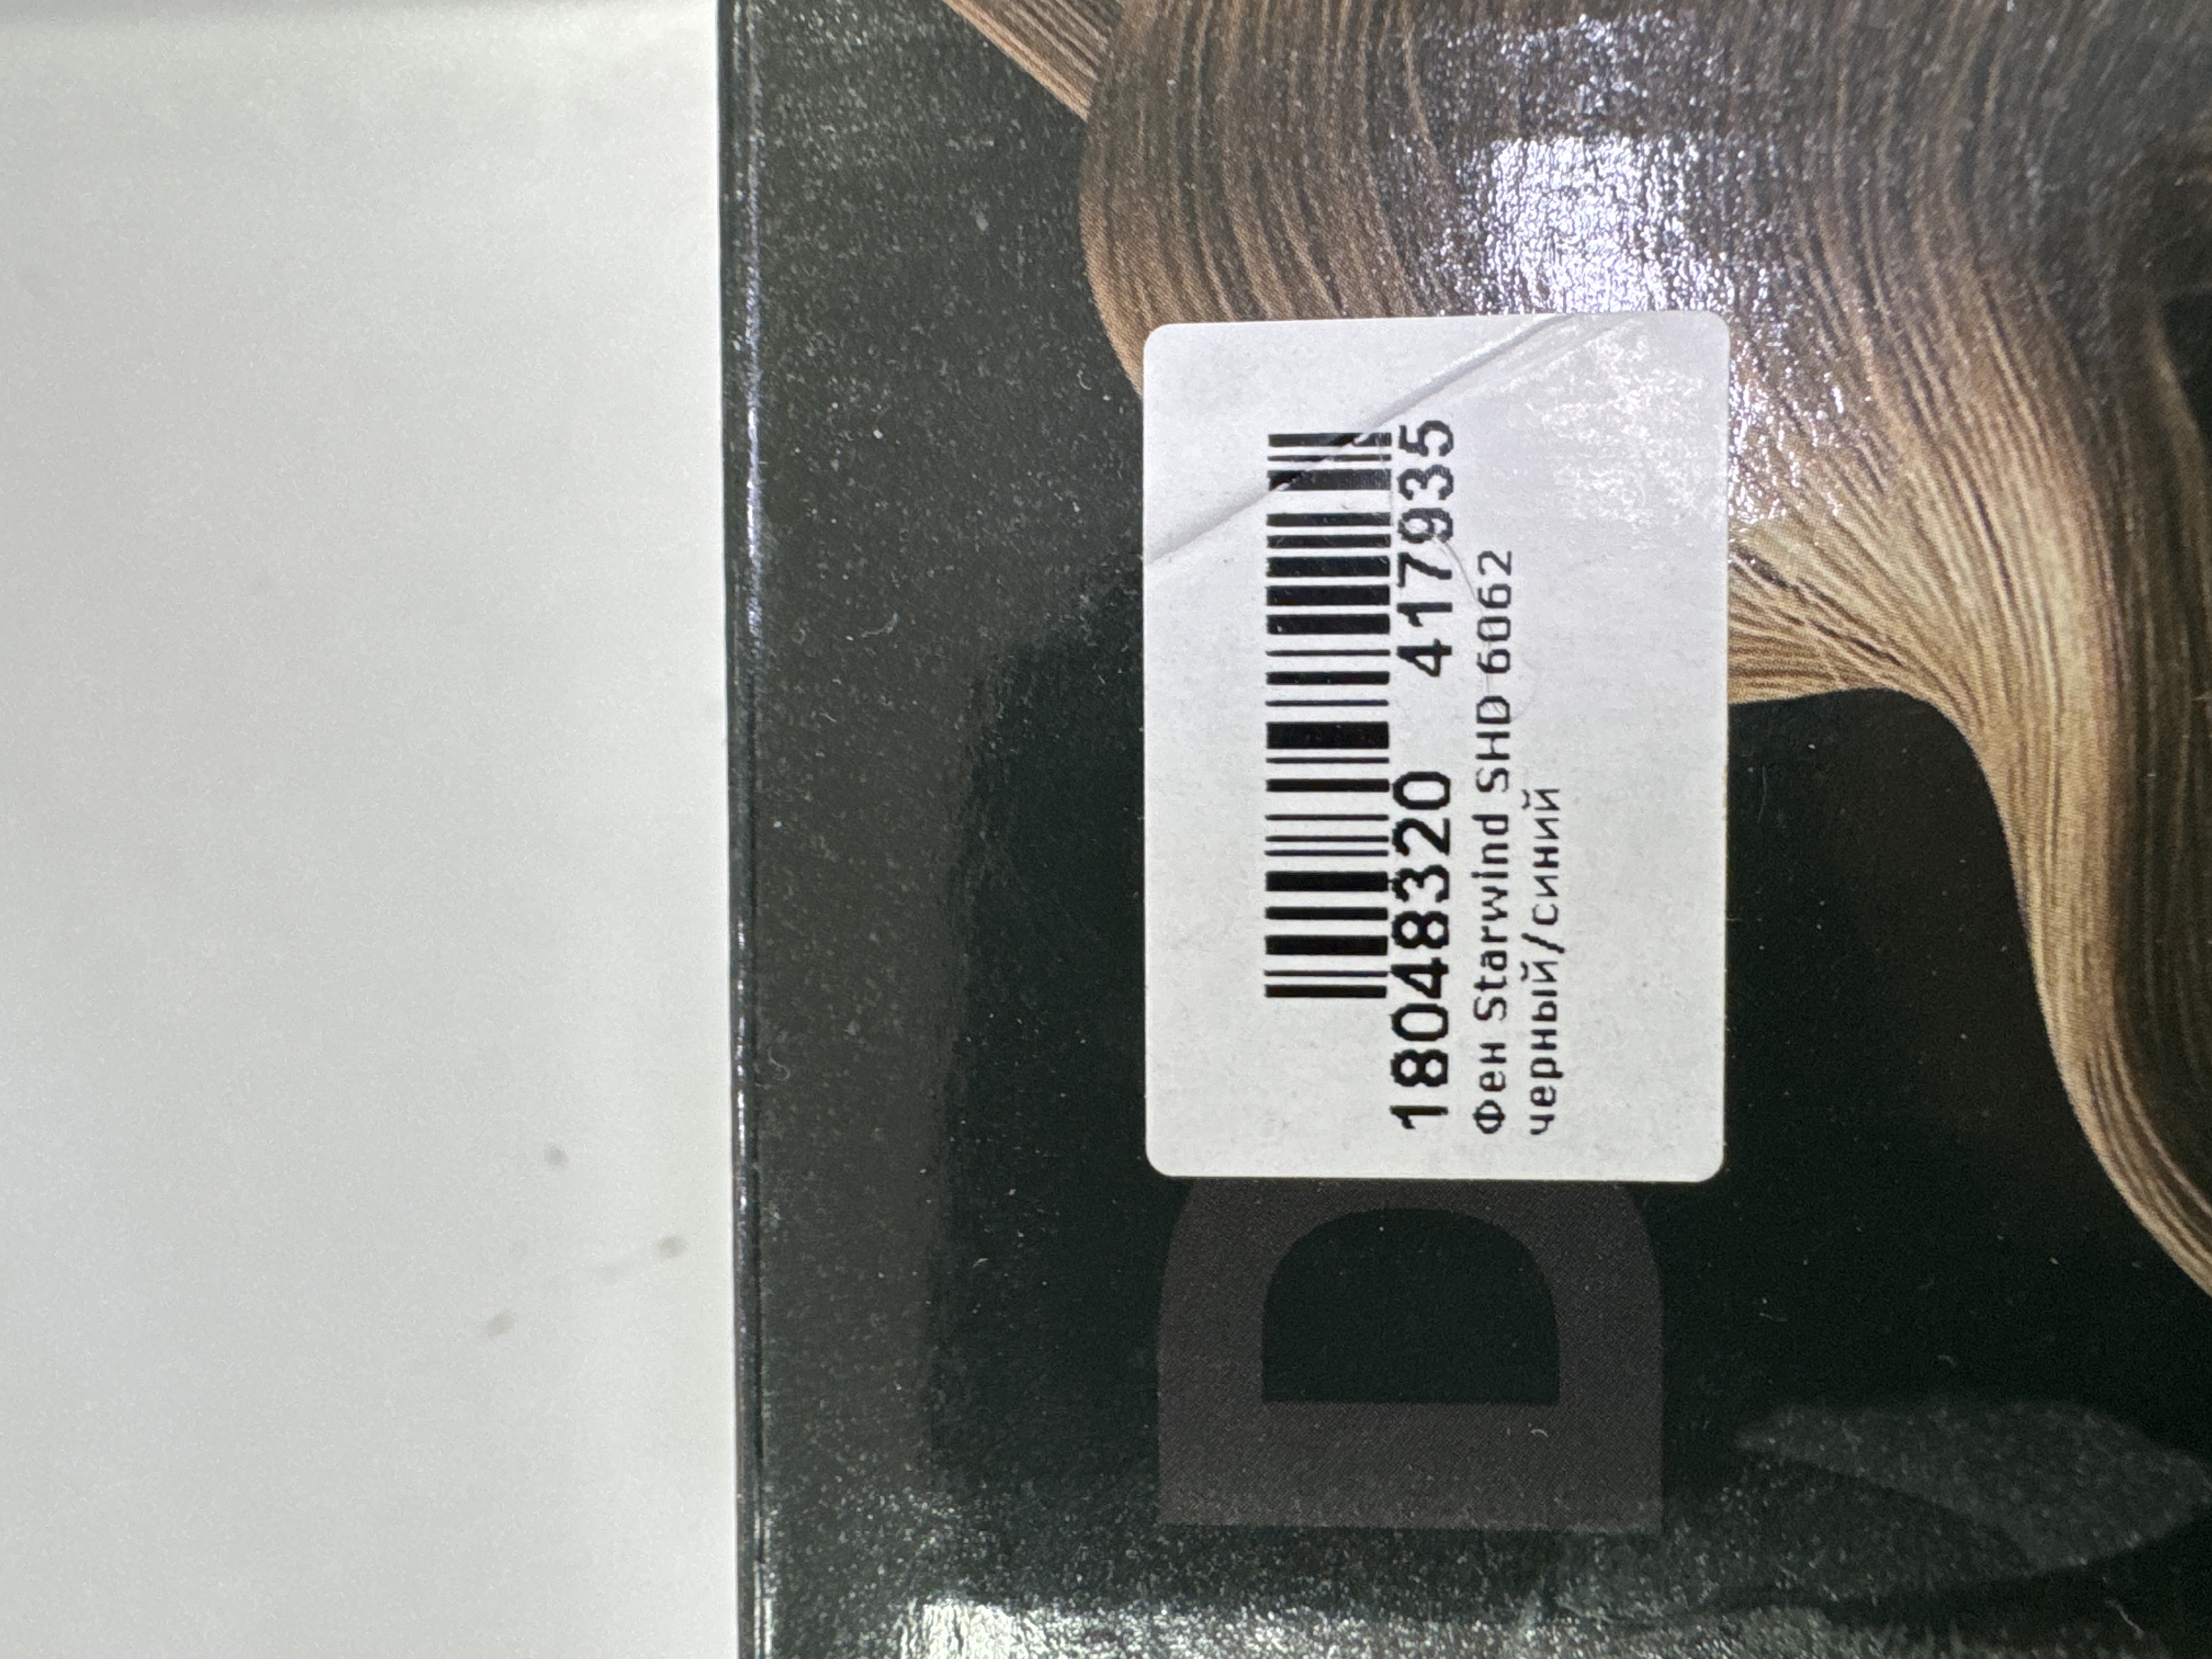 18048320 417935
Фен Starwind SHD 6062
черный/синий
D